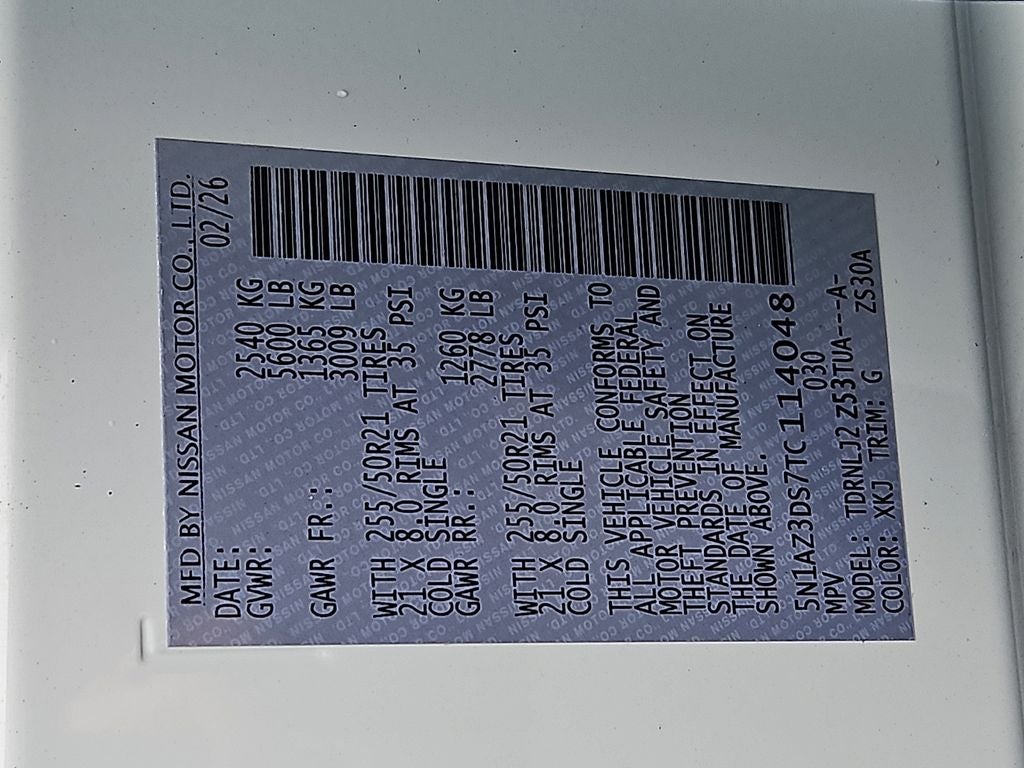 MFD BY NISSAN MOTOR CO., LTD.
DATE: 02/26
GVWR: 2540 KG
5600 LB
GAWR FR.: 1365 KG
3009 LB
WITH 255/50R21 TIRES
21 X 8.0 RIMS AT 35 PSI
COLD SINGLE
GAWR RR.: 1260 KG
2778 LB
WITH 255/50R21 TIRES
21 X 8.0 RIMS AT 35 PSI
COLD SINGLE
THIS VEHICLE CONFORMS TO
ALL APPLICABLE FEDERAL
MOTOR VEHICLE SAFETY AND
THEFT PREVENTION
STANDARDS IN EFFECT ON
THE DATE OF MANUFACTURE
SHOWN ABOVE.
5N1AZ3DS7TC114048
MPV 030
MODEL: TDRNLJ2 Z53TUA---A-
COLOR: XKJ TRIM: G ZS30A